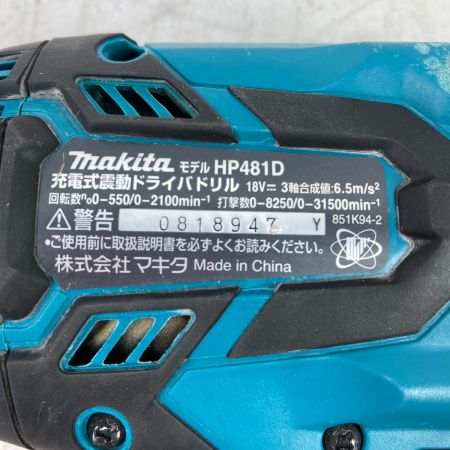 makita モデル HP481D
充電式震動ドライバドリル 18V⎓ 3軸合成値:6.5m/s²
回転数n₀0-550/0-2100min⁻¹ 打撃数0-8250/0-31500min⁻¹
⚠警告 0818947 Y 851K94-2
•ご使用前に取扱説明書を必ずよくお読みください。
株式会社 マキタ Made in China